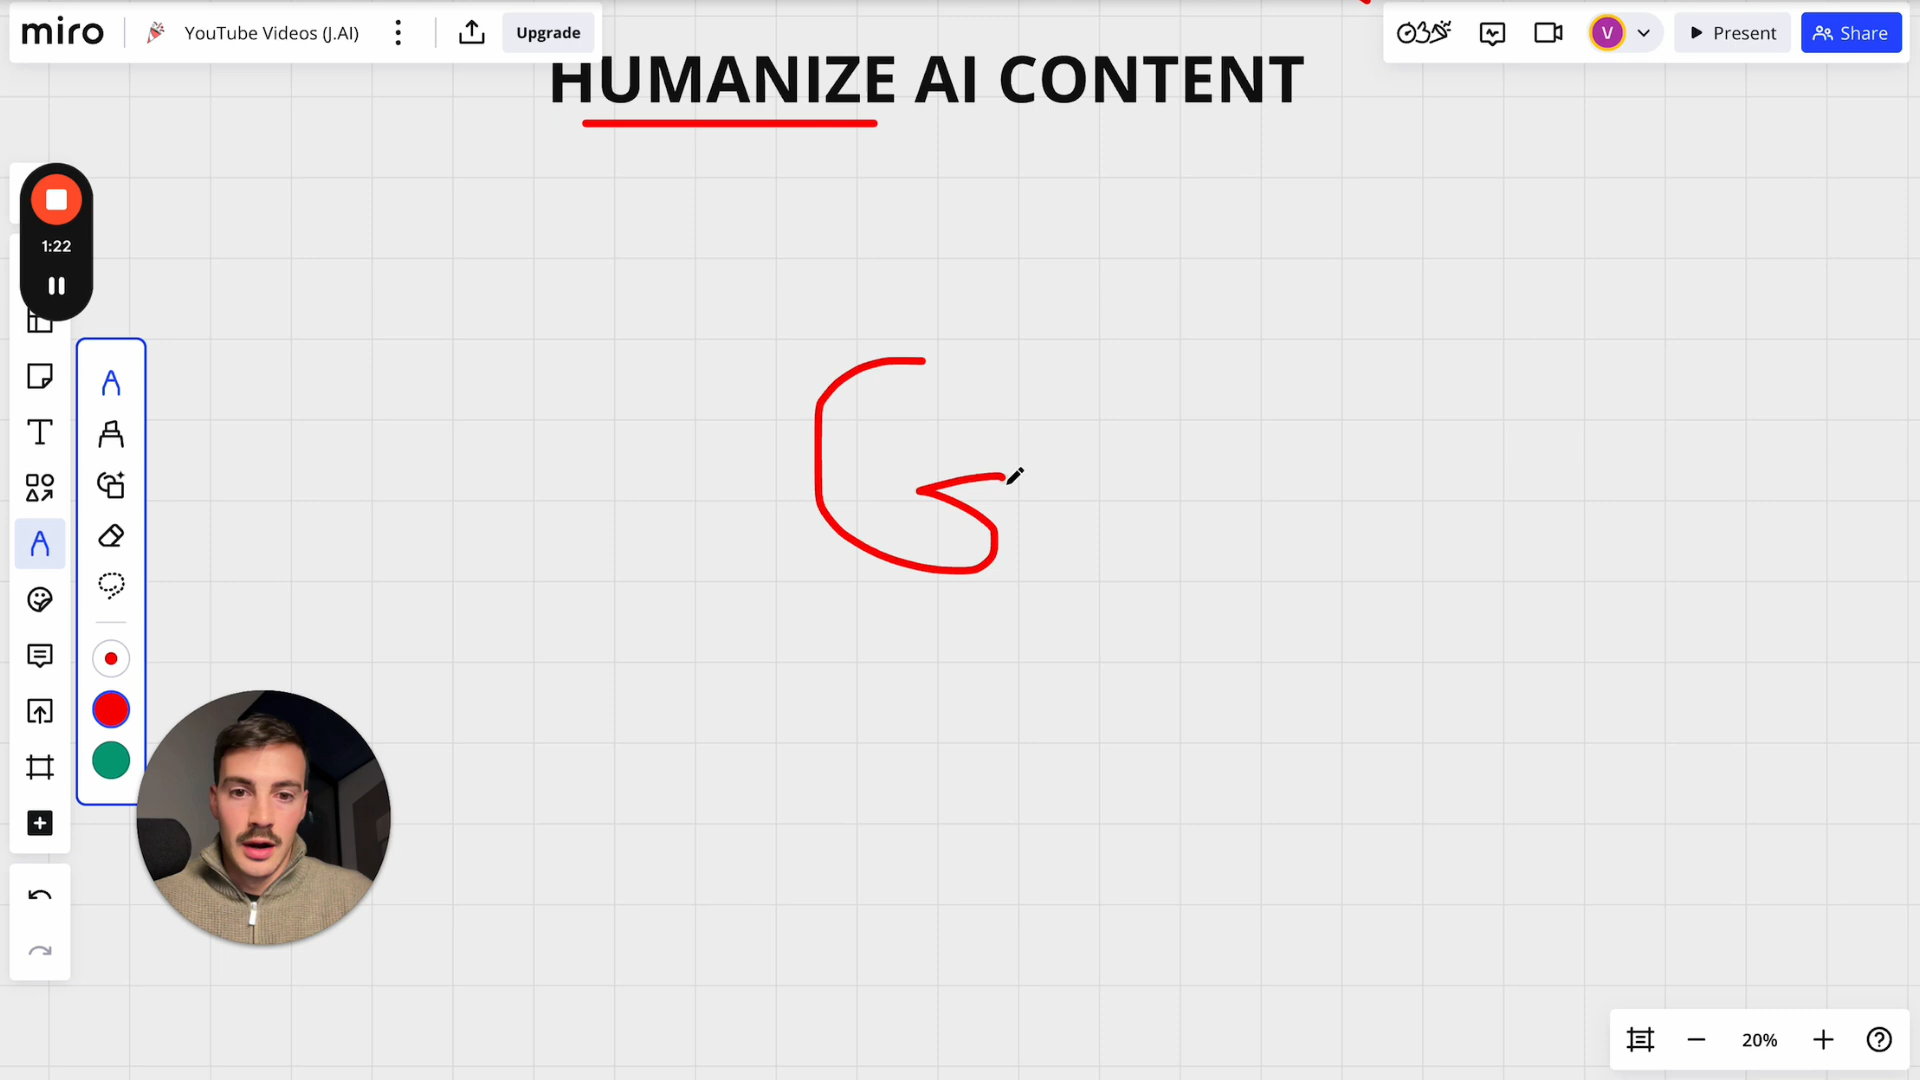 miro YouTube Videos (J.AI) Upgrade V Present Share
HUMANIZE AI CONTENT
1:22
G
20%